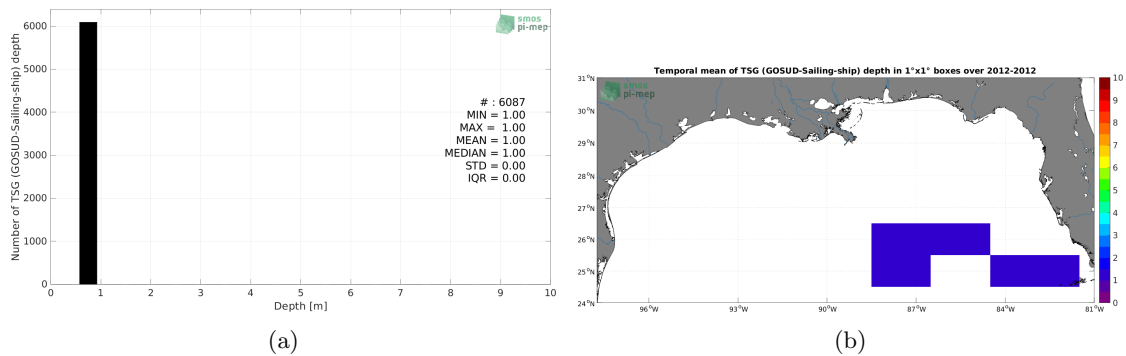 smos
pi-mep
Number of TSG (GOSUD-Sailing-ship) depth
6000
5000
4000
3000
2000
1000
0
# : 6087
MIN = 1.00
MAX = 1.00
MEAN = 1.00
MEDIAN = 1.00
STD = 0.00
IQR = 0.00
0 1 2 3 4 5 6 7 8 9 10
Depth [m]
(a)
Temporal mean of TSG (GOSUD-Sailing-ship) depth in 1°x1° boxes over 2012-2012
smos
pi-mep
31°N
30°N
29°N
28°N
27°N
26°N
25°N
24°N
96°W 93°W 90°W 87°W 84°W 81°W
10
9
8
7
6
5
4
3
2
1
0
(b)